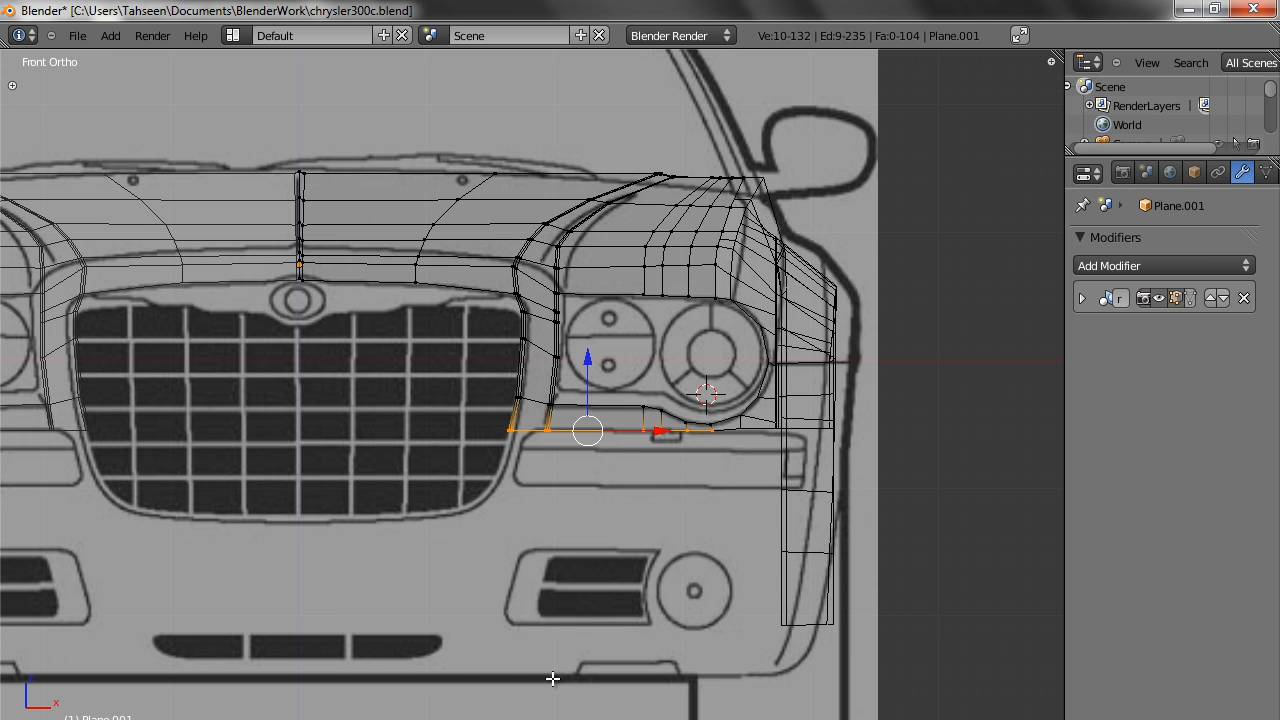 Blender* [C:\Users\Tahseen\Documents\BlenderWork\chrysler300c.blend]
File Add Render Help Default Scene Blender Render Ve:10-132 | Ed:9-235 | Fa:0-104 | Plane.001
Front Ortho
View Search All Scenes
Scene
RenderLayers
World
Plane.001
Modifiers
Add Modifier
r
x
(1) Plane.001